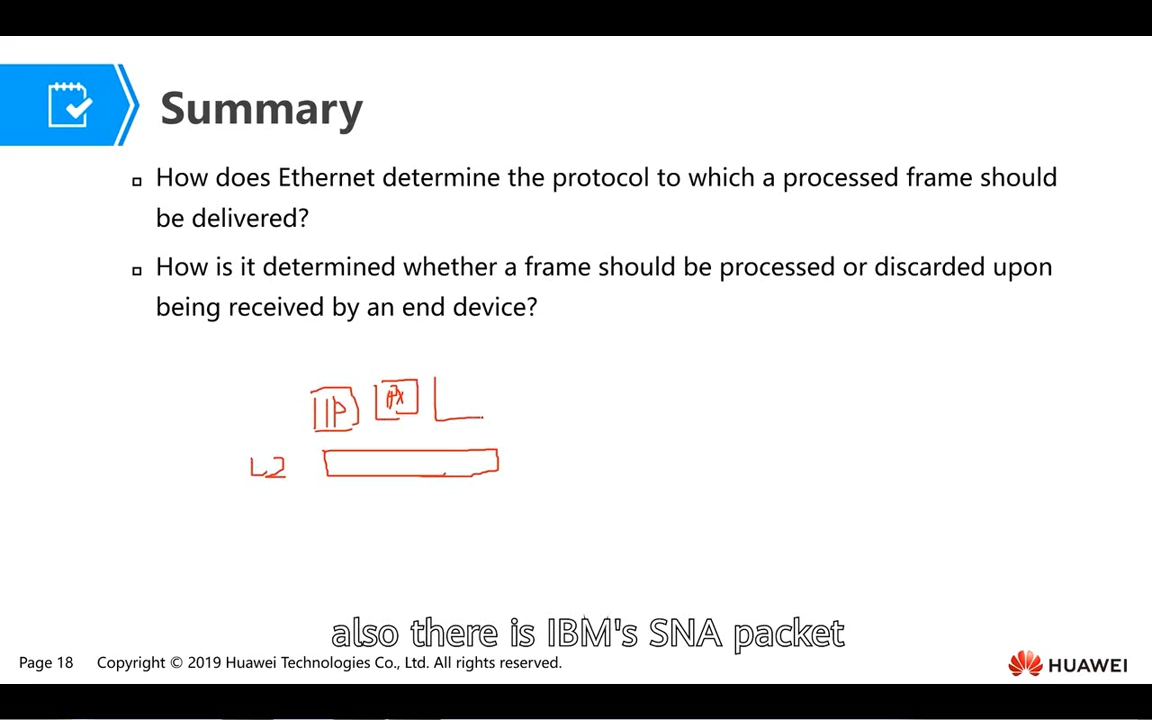 Summary
How does Ethernet determine the protocol to which a processed frame should
be delivered?
How is it determined whether a frame should be processed or discarded upon
being received by an end device?
IP IPX
L2
also there is IBM's SNA packet
Page 18 Copyright © 2019 Huawei Technologies Co., Ltd. All rights reserved.
HUAWEI